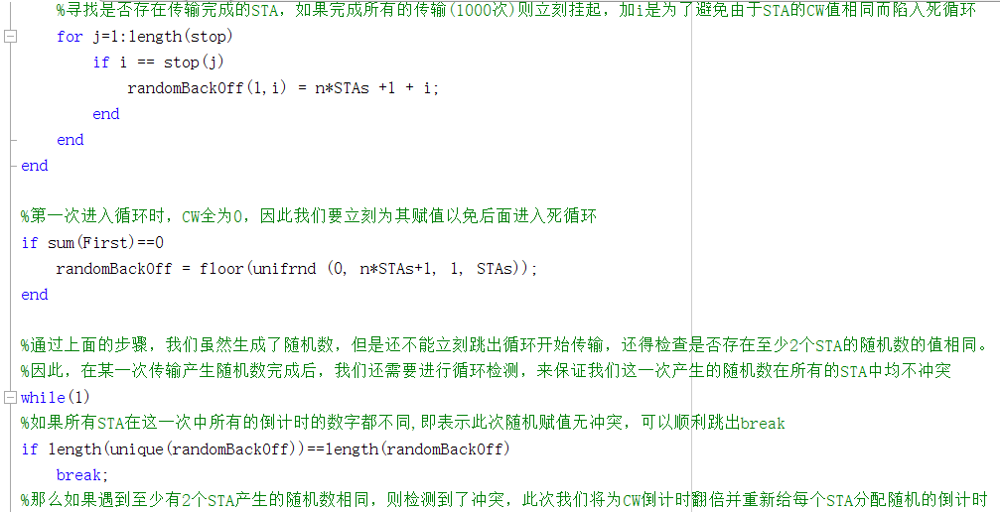 %寻找是否存在传输完成的STA，如果完成所有的传输(1000次)则立刻挂起，加i是为了避免由于STA的CW值相同而陷入死循环
for j=1:length(stop)
if i == stop(j)
randomBackOff(1,i) = n*STAs +1 + i;
end
end
end
%第一次进入循环时，CW全为0，因此我们要立刻为其赋值以免后面进入死循环
if sum(First)==0
randomBackOff = floor(unifrnd (0, n*STAs+1, 1, STAs));
end
%通过上面的步骤，我们虽然生成了随机数，但是还不能立刻跳出循环开始传输，还得检查是否存在至少2个STA的随机数的值相同。
%因此，在某一次传输产生随机数完成后，我们还需要进行循环检测，来保证我们这一次产生的随机数在所有的STA中均不冲突
while(1)
%如果所有STA在这一次中所有的倒计时的数字都不同,即表示此次随机赋值无冲突，可以顺利跳出break
if length(unique(randomBackOff))==length(randomBackOff)
break;
%那么如果遇到至少有2个STA产生的随机数相同，则检测到了冲突，此次我们将为CW倒计时翻倍并重新给每个STA分配随机的倒计时